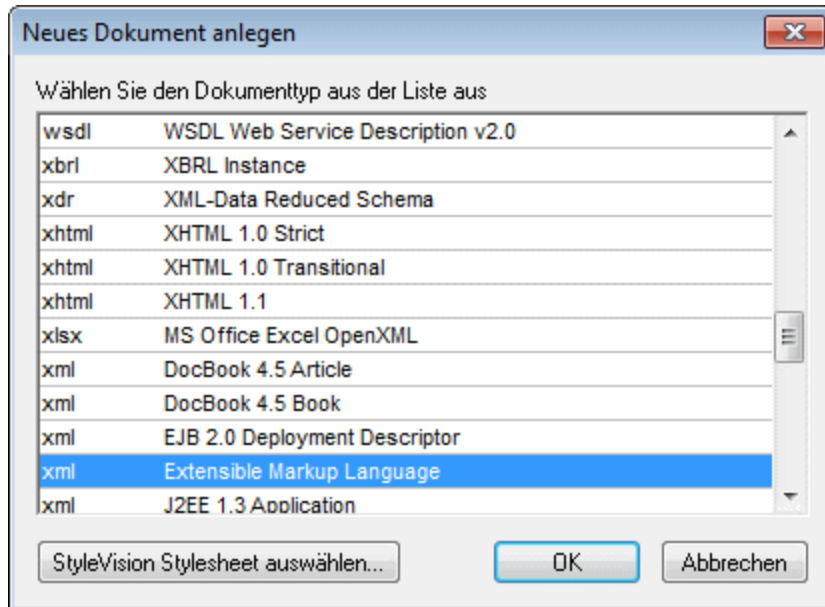 Neues Dokument anlegen
Wählen Sie den Dokumenttyp aus der Liste aus
wsdl WSDL Web Service Description v2.0
xbrl XBRL Instance
xdr XML-Data Reduced Schema
xhtml XHTML 1.0 Strict
xhtml XHTML 1.0 Transitional
xhtml XHTML 1.1
xlsx MS Office Excel OpenXML
xml DocBook 4.5 Article
xml DocBook 4.5 Book
xml EJB 2.0 Deployment Descriptor
xml Extensible Markup Language
xml J2EE 1.3 Application
StyleVision Stylesheet auswählen... OK Abbrechen